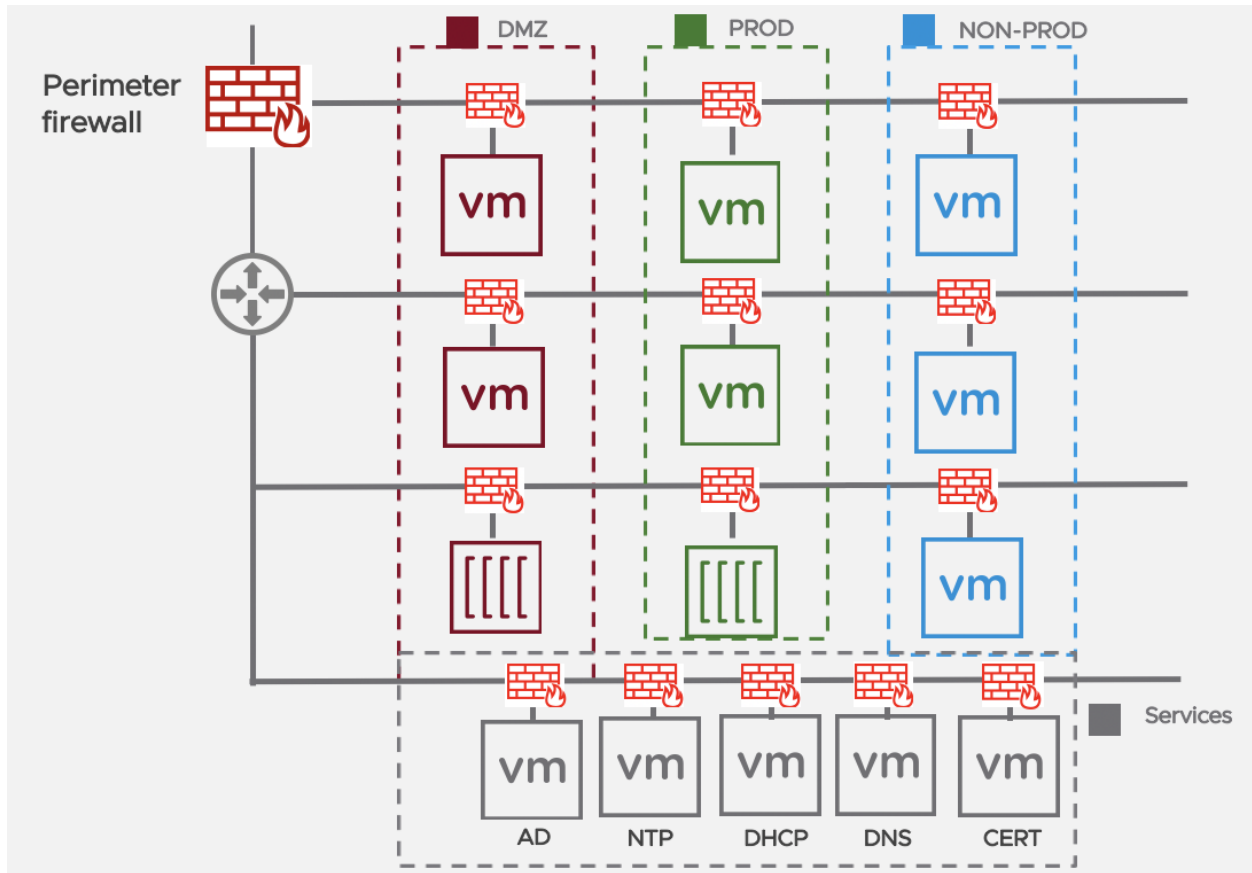 DMZ
PROD
NON-PROD
Perimeter
firewall
vm
vm
vm
vm
vm
vm
vm
Services
vm
vm
vm
vm
vm
AD
NTP
DHCP
DNS
CERT